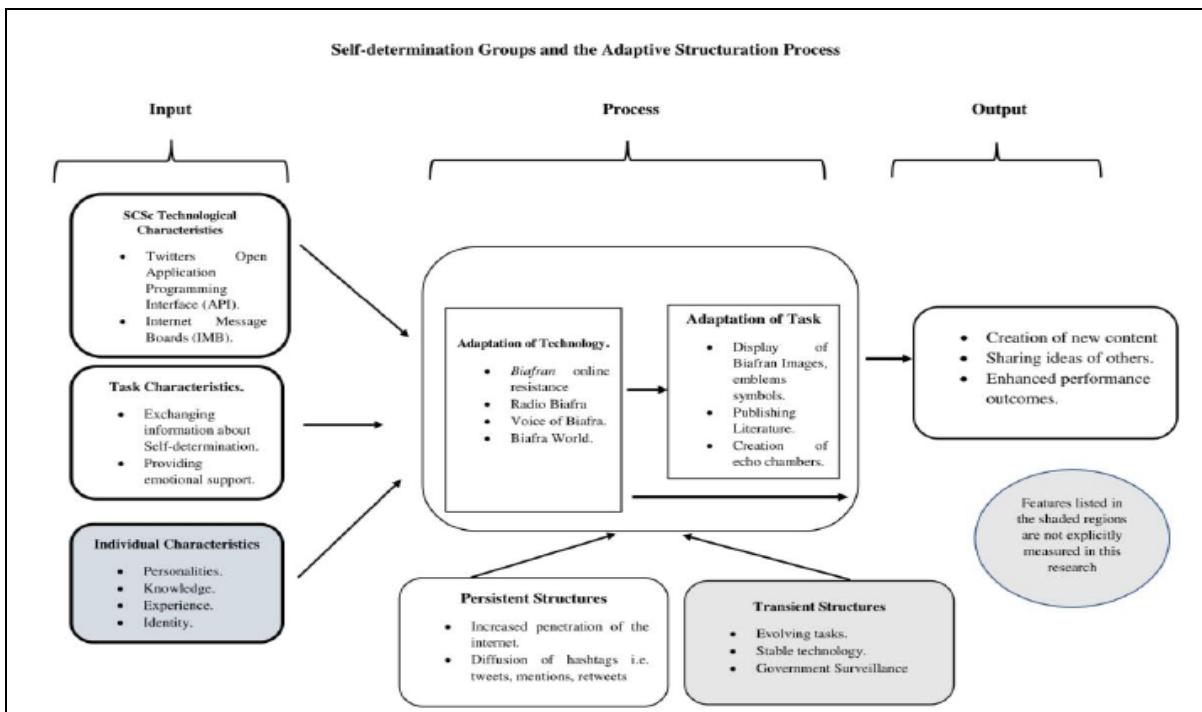 Self-determination Groups and the Adaptive Structuration Process
Input
Process
Output
SCSc Technological
Characteristics
• Twitters Open
Application
Programming
Interface (API).
• Internet Message
Boards (IMB).
Task Characteristics.
• Exchanging
information about
Self-determination.
• Providing
emotional support.
Individual Characteristics
• Personalities.
• Knowledge.
• Experience.
• Identity.
Adaptation of Technology.
• Biafran online
resistance
• Radio Biafra
• Voice of Biafra.
• Biafra World.
Adaptation of Task
• Display of
Biafran Images,
emblems
symbols.
• Publishing
Literature.
• Creation of
echo chambers.
• Creation of new content
• Sharing ideas of others.
• Enhanced performance
outcomes.
Features listed in
the shaded regions
are not explicitly
measured in this
research
Persistent Structures
• Increased penetration of the
internet.
• Diffusion of hashtags i.e.
tweets, mentions, retweets
Transient Structures
• Evolving tasks.
• Stable technology.
• Government Surveillance